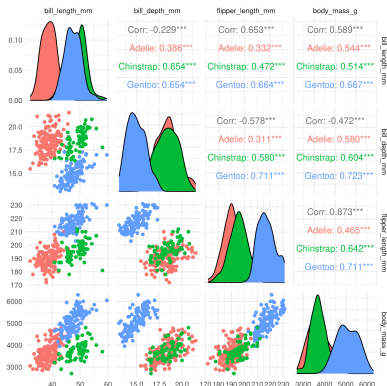 bill_length_mm bill_depth_mm flipper_length_mm body_mass_g
0.10
0.05
0.00
Corr: -0.229***
Adelie: 0.386***
Chinstrap: 0.654***
Gentoo: 0.654***
Corr: 0.653***
Adelie: 0.332***
Chinstrap: 0.472***
Gentoo: 0.664***
Corr: 0.589***
Adelie: 0.544***
Chinstrap: 0.514***
Gentoo: 0.667***
bill_length_mm
20.0
17.5
15.0
Corr: -0.578***
Adelie: 0.311***
Chinstrap: 0.580***
Gentoo: 0.711***
Corr: -0.472***
Adelie: 0.580***
Chinstrap: 0.604***
Gentoo: 0.723***
bill_depth_mm
230
220
210
200
190
180
170
Corr: 0.873***
Adelie: 0.465***
Chinstrap: 0.642***
Gentoo: 0.711***
flipper_length_mm
6000
5000
4000
3000
body_mass_g
40 50 60 15.0 17.5 20.0 170 180 190 200 210 220 230 3000 4000 5000 6000